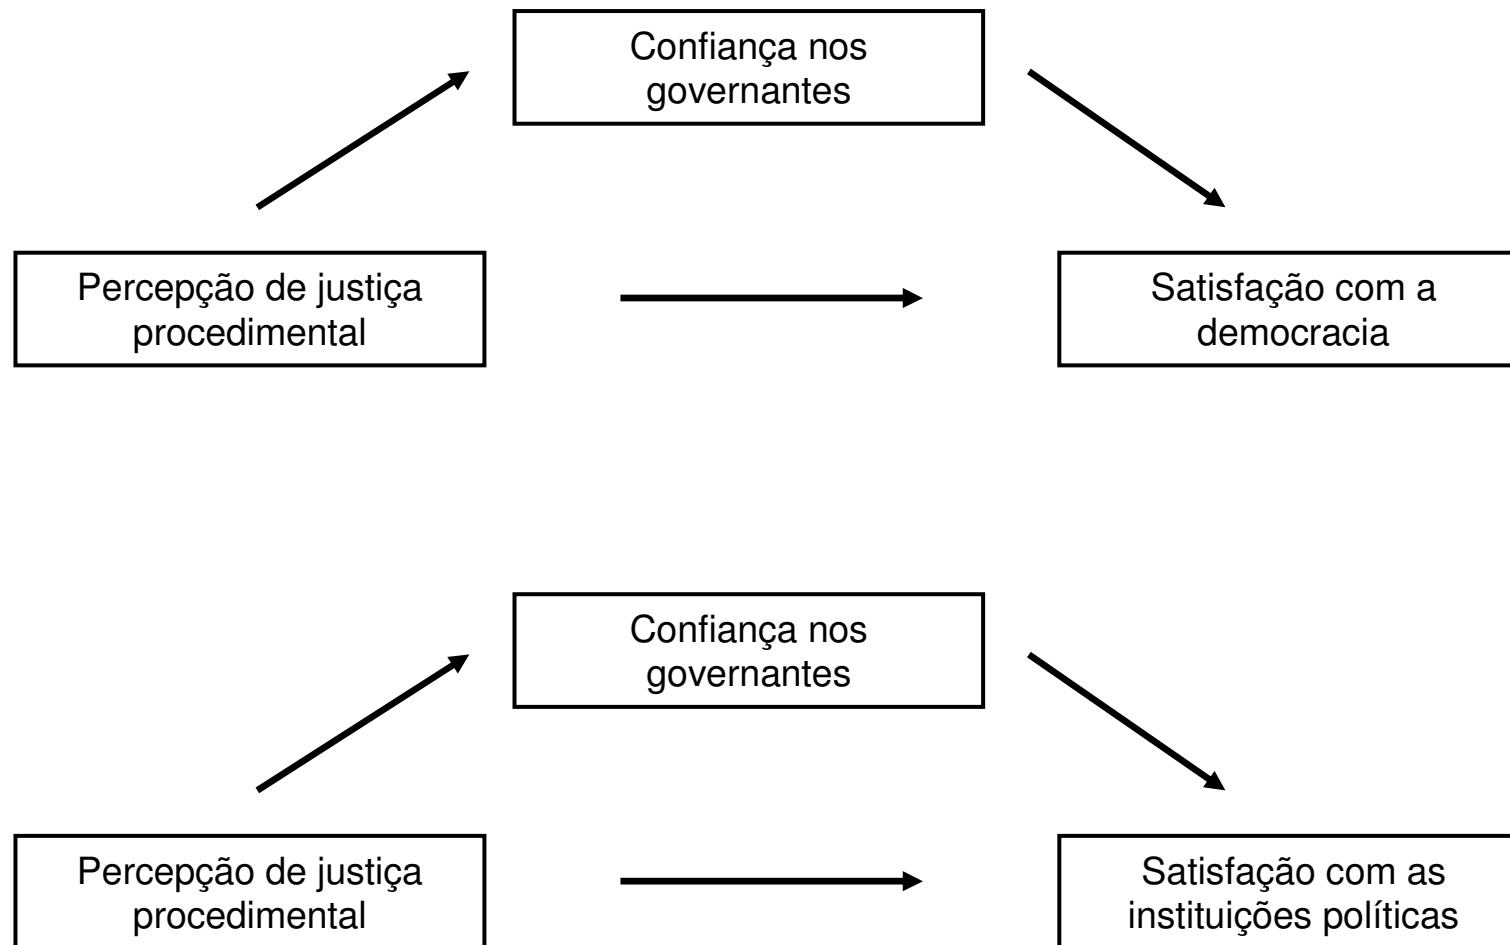 Confiança nos
governantes
Percepção de justiça
procedimental
Satisfação com a
democracia
Confiança nos
governantes
Percepção de justiça
procedimental
Satisfação com as
instituições políticas